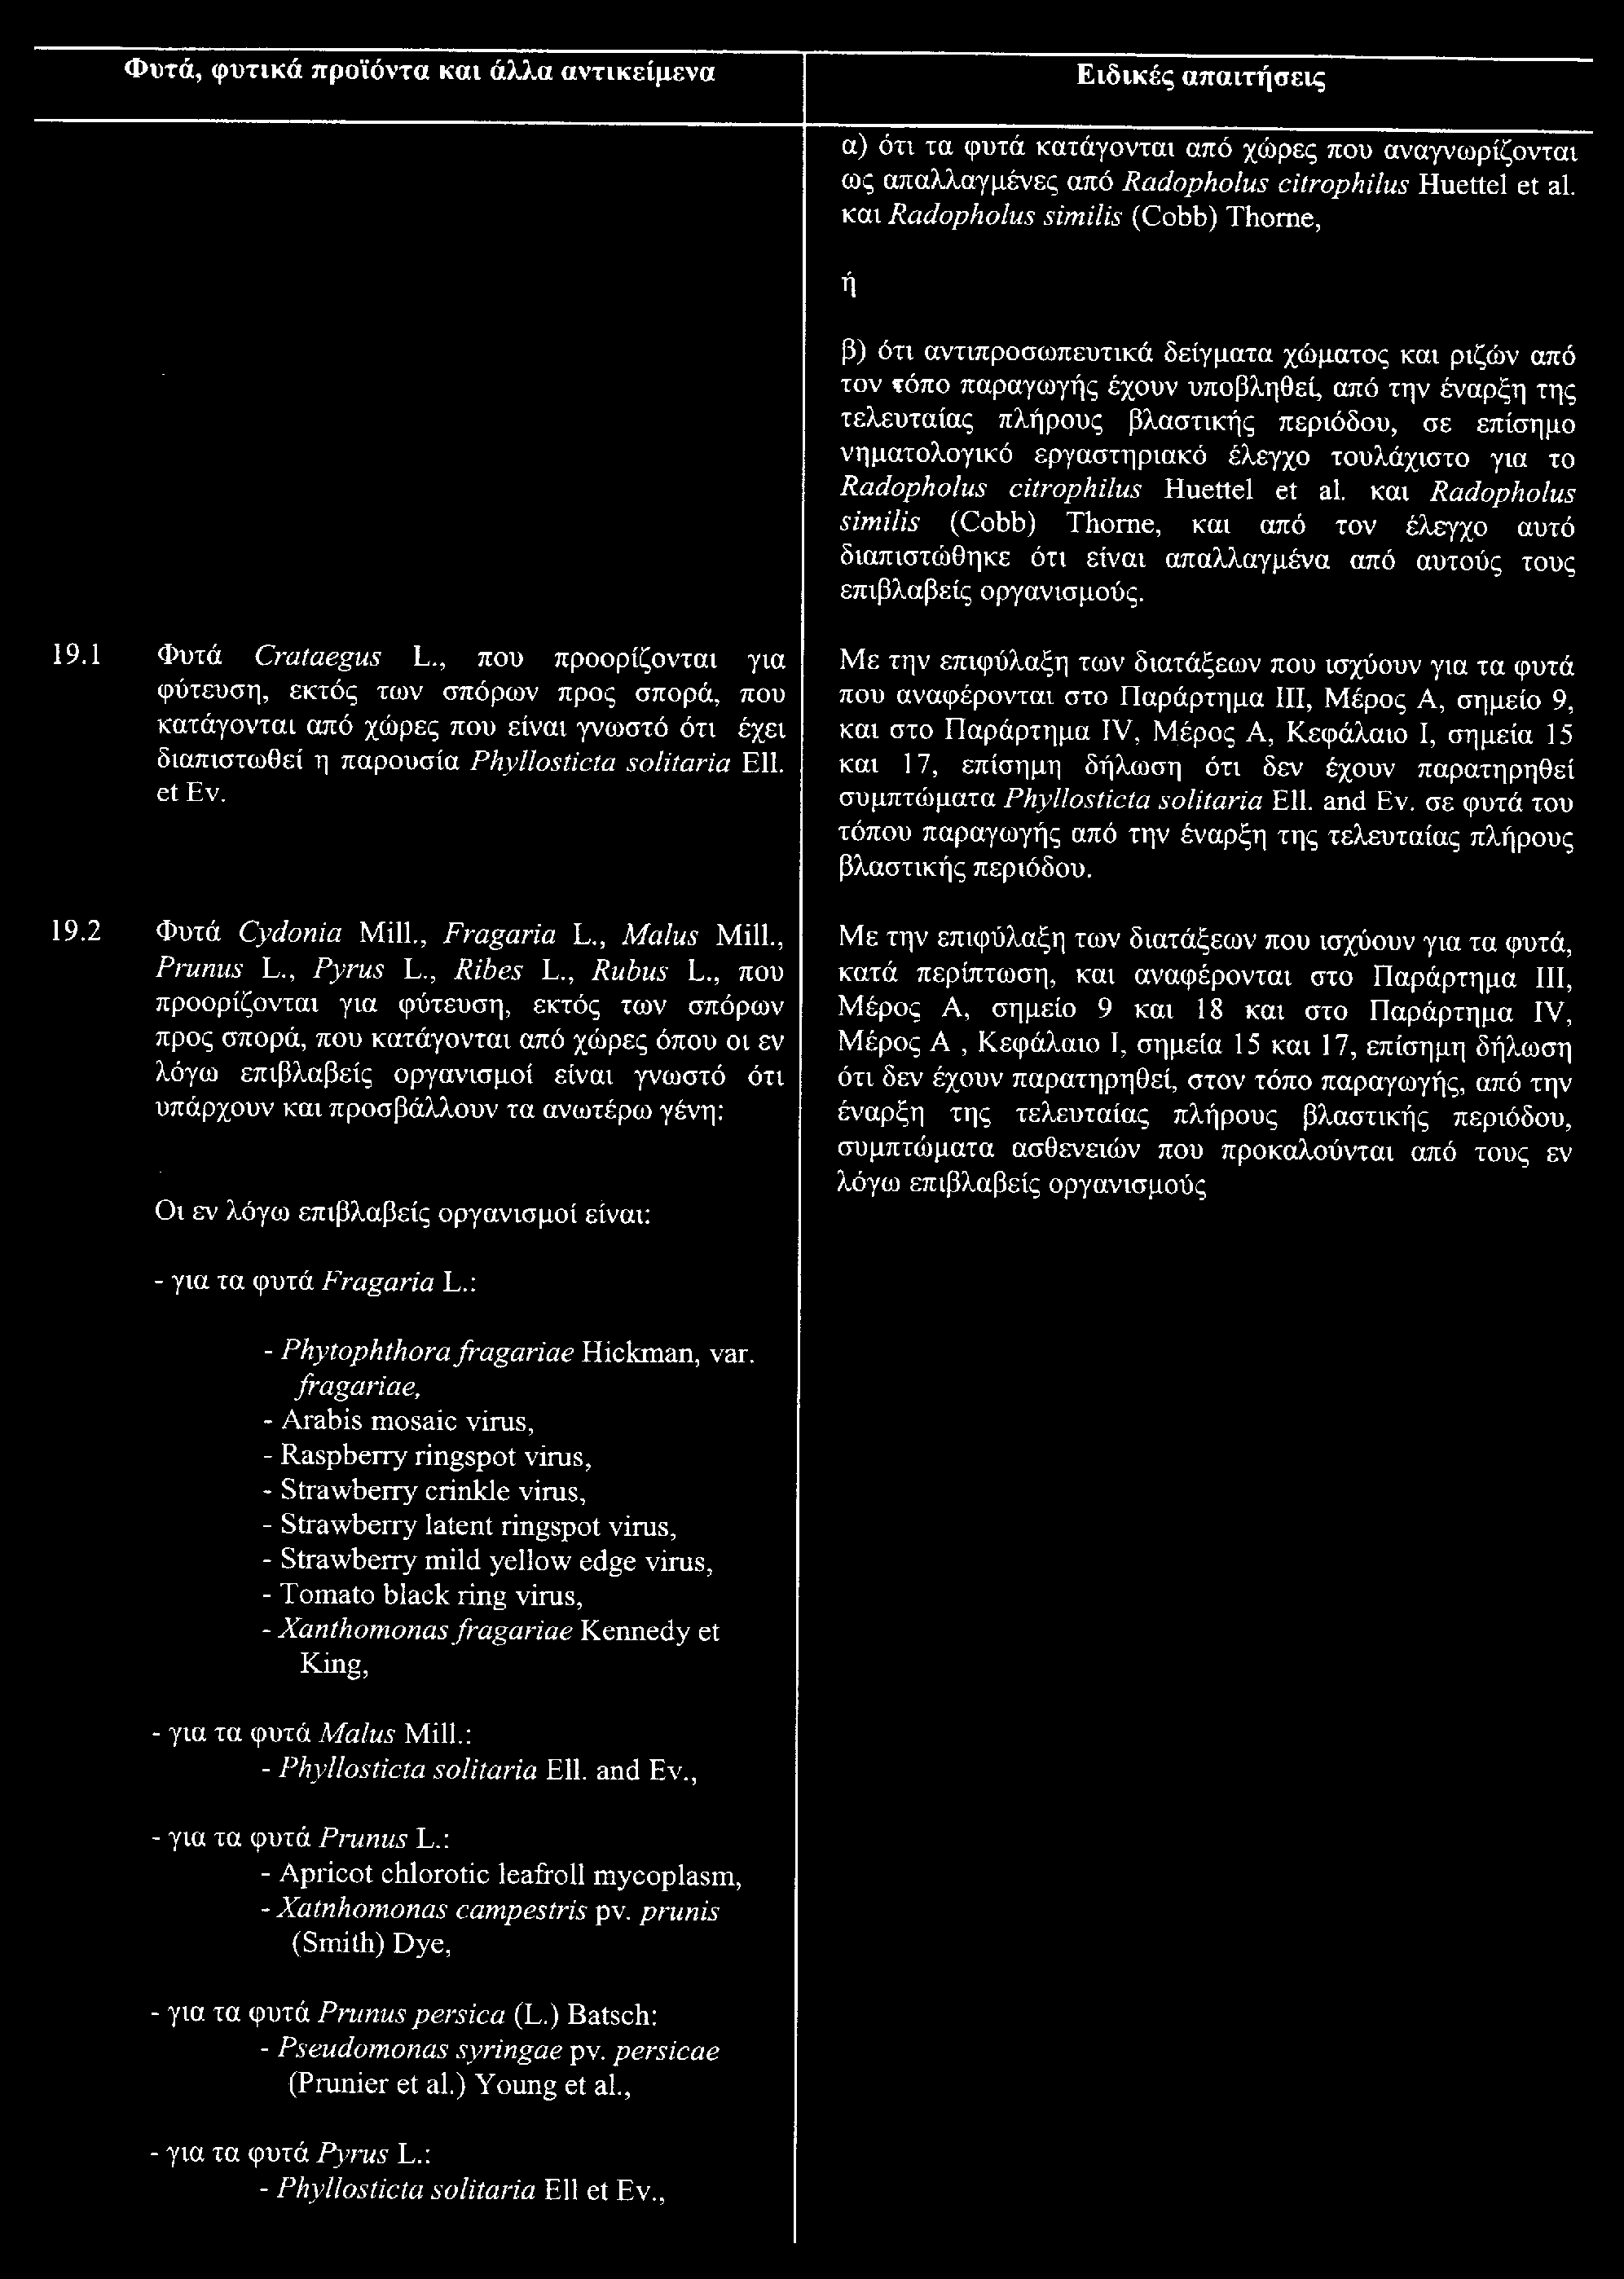 Φυτά, φυτικά προϊόντα και άλλα αντικείμενα
Ειδικές απαιτήσεις
α) ότι τα φυτά κατάγονται από χώρες που αναγνωρίζονται
ως απαλλαγμένες από Radopholus citrophilus Huettel et al.
και Radopholus similis (Cobb) Thorne,
ή
β) ότι αντιπροσωπευτικά δείγματα χώματος και ριζών από
τον τόπο παραγωγής έχουν υποβληθεί, από την έναρξη της
τελευταίας πλήρους βλαστικής περιόδου, σε επίσημο
νηματολογικό εργαστηριακό έλεγχο τουλάχιστο για το
Radopholus citrophilus Huettel et al. και Radopholus
similis (Cobb) Thorne, και από τον έλεγχο αυτό
διαπιστώθηκε ότι είναι απαλλαγμένα από αυτούς τους
επιβλαβείς οργανισμούς.
19.1 Φυτά Crataegus L., που προορίζονται για
φύτευση, εκτός των σπόρων προς σπορά, που
κατάγονται από χώρες που είναι γνωστό ότι έχει
διαπιστωθεί η παρουσία Phyllosticta solitaria Ell.
et Ev.
Με την επιφύλαξη των διατάξεων που ισχύουν για τα φυτά
που αναφέρονται στο Παράρτημα III, Μέρος Α, σημείο 9,
και στο Παράρτημα IV, Μέρος Α, Κεφάλαιο I, σημεία 15
και 17, επίσημη δήλωση ότι δεν έχουν παρατηρηθεί
συμπτώματα Phyllosticta solitaria Ell. and Ev. σε φυτά του
τόπου παραγωγής από την έναρξη της τελευταίας πλήρους
βλαστικής περιόδου.
19.2 Φυτά Cydonia Mill., Fragaria L., Malus Mill.,
Prunus L., Pyrus L., Ribes L., Rubus L., που
προορίζονται για φύτευση, εκτός των σπόρων
προς σπορά, που κατάγονται από χώρες όπου οι εν
λόγω επιβλαβείς οργανισμοί είναι γνωστό ότι
υπάρχουν και προσβάλλουν τα ανωτέρω γένη:
Οι εν λόγω επιβλαβείς οργανισμοί είναι:
- για τα φυτά Fragaria L.:
- Phytophthora fragariae Hickman, var.
fragariae,
- Arabis mosaic virus,
- Raspberry ringspot virus,
- Strawberry crinkle virus,
- Strawberry latent ringspot virus,
- Strawberry mild yellow edge virus,
- Tomato black ring virus,
- Xanthomonas fragariae Kennedy et
King,
- για τα φυτά Malus Mill.:
- Phyllosticta solitaria Ell. and Ev.,
- για τα φυτά Prunus L.:
- Apricot chlorotic leafroll mycoplasm,
- Xatnhomonas campestris pv. prunis
(Smith) Dye,
- για τα φυτά Prunus persica (L.) Batsch:
- Pseudomonas syringae pv. persicae
(Prunier et al.) Young et al.,
- για τα φυτά Pyrus L.:
- Phyllosticta solitaria Ell et Ev.,
Με την επιφύλαξη των διατάξεων που ισχύουν για τα φυτά,
κατά περίπτωση, και αναφέρονται στο Παράρτημα III,
Μέρος Α, σημείο 9 και 18 και στο Παράρτημα IV,
Μέρος Α , Κεφάλαιο I, σημεία 15 και 17, επίσημη δήλωση
ότι δεν έχουν παρατηρηθεί, στον τόπο παραγωγής, από την
έναρξη της τελευταίας πλήρους βλαστικής περιόδου,
συμπτώματα ασθενειών που προκαλούνται από τους εν
λόγω επιβλαβείς οργανισμούς